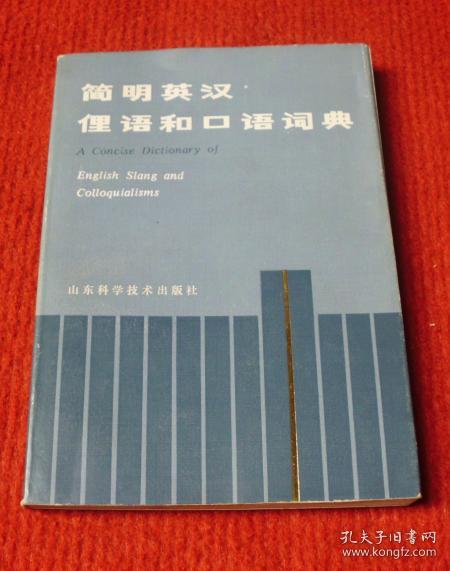 简明英汉
俚语和口语词典
A Concise Dictionary of
English Slang and
Colloquialisms
山东科学技术出版社
孔夫子旧书网
www.kongfz.com